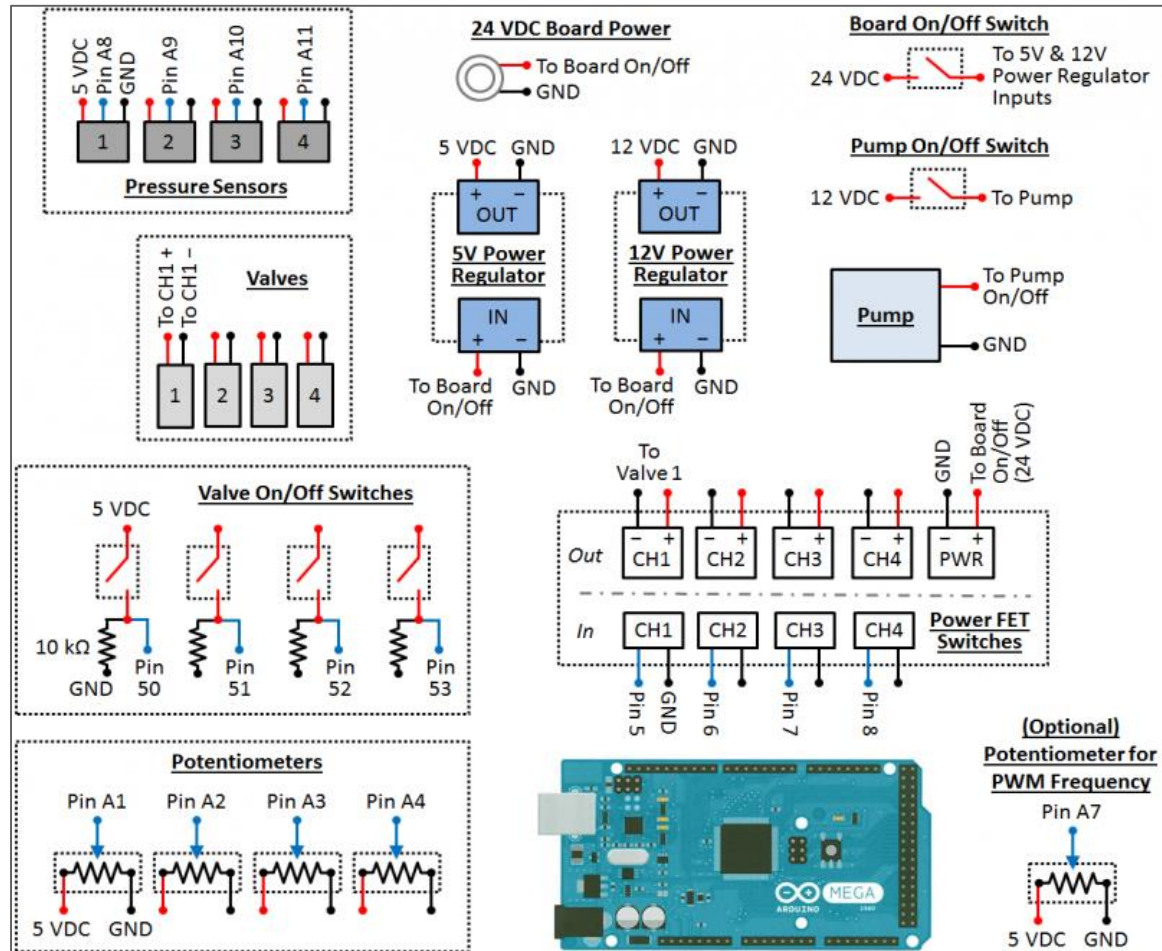 5 VDC
Pin A8
GND
Pin A9
Pin A10
Pin A11
1
2
3
4
Pressure Sensors
24 VDC Board Power
To Board On/Off
GND
Board On/Off Switch
24 VDC
To 5V & 12V
Power Regulator
Inputs
Pump On/Off Switch
12 VDC
To Pump
5 VDC GND
+ −
OUT
5V Power
Regulator
IN
+ −
To Board
On/Off
GND
12 VDC GND
+ −
OUT
12V Power
Regulator
IN
+ −
To Board
On/Off
GND
Pump
To Pump
On/Off
GND
To CH1 +
To CH1 −
Valves
1
2
3
4
Valve On/Off Switches
5 VDC
10 kΩ
GND
Pin
50
Pin
51
Pin
52
Pin
53
To
Valve 1
GND
To Board
On/Off
(24 VDC)
Out
− +
CH1
− +
CH2
− +
CH3
− +
CH4
− +
PWR
In
CH1
CH2
CH3
CH4
Power FET
Switches
Pin 5
GND
Pin 6
Pin 7
Pin 8
Potentiometers
Pin A1
Pin A2
Pin A3
Pin A4
5 VDC GND
ARDUINO
MEGA
(Optional)
Potentiometer for
PWM Frequency
Pin A7
5 VDC GND